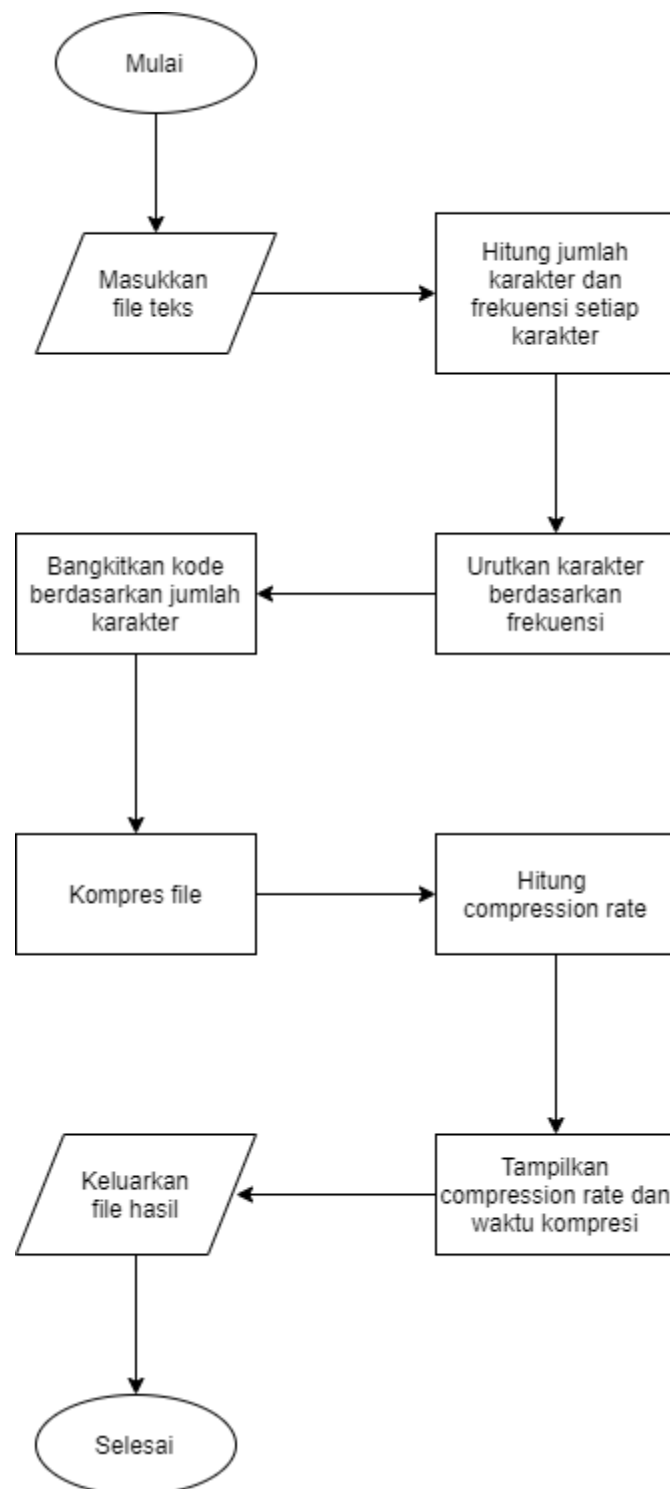 Mulai
Masukkan
file teks
Hitung jumlah
karakter dan
frekuensi setiap
karakter
Urutkan karakter
berdasarkan
frekuensi
Bangkitkan kode
berdasarkan jumlah
karakter
Kompres file
Hitung
compression rate
Tampilkan
compression rate dan
waktu kompresi
Keluarkan
file hasil
Selesai